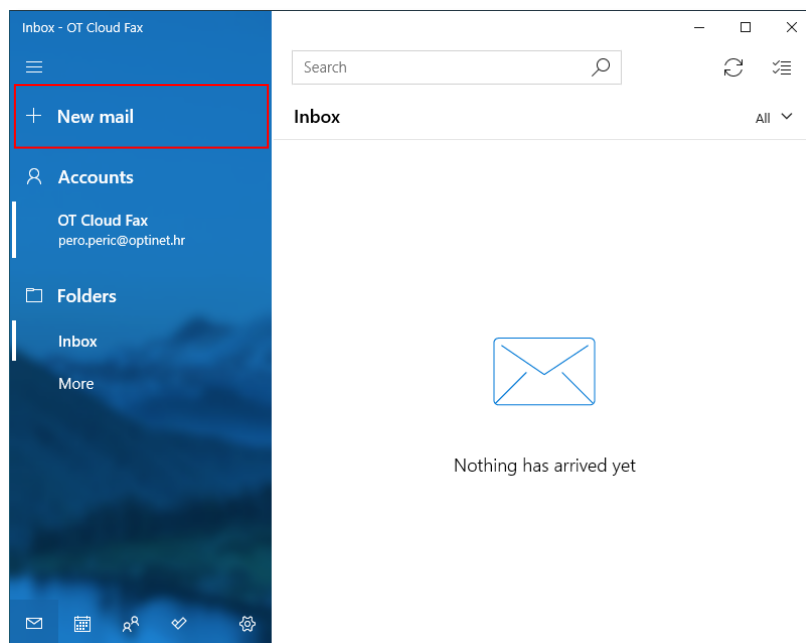 Inbox - OT Cloud Fax
Search
New mail
Inbox
All
Accounts
OT Cloud Fax
pero.peric@optinet.hr
Folders
Inbox
More
Nothing has arrived yet